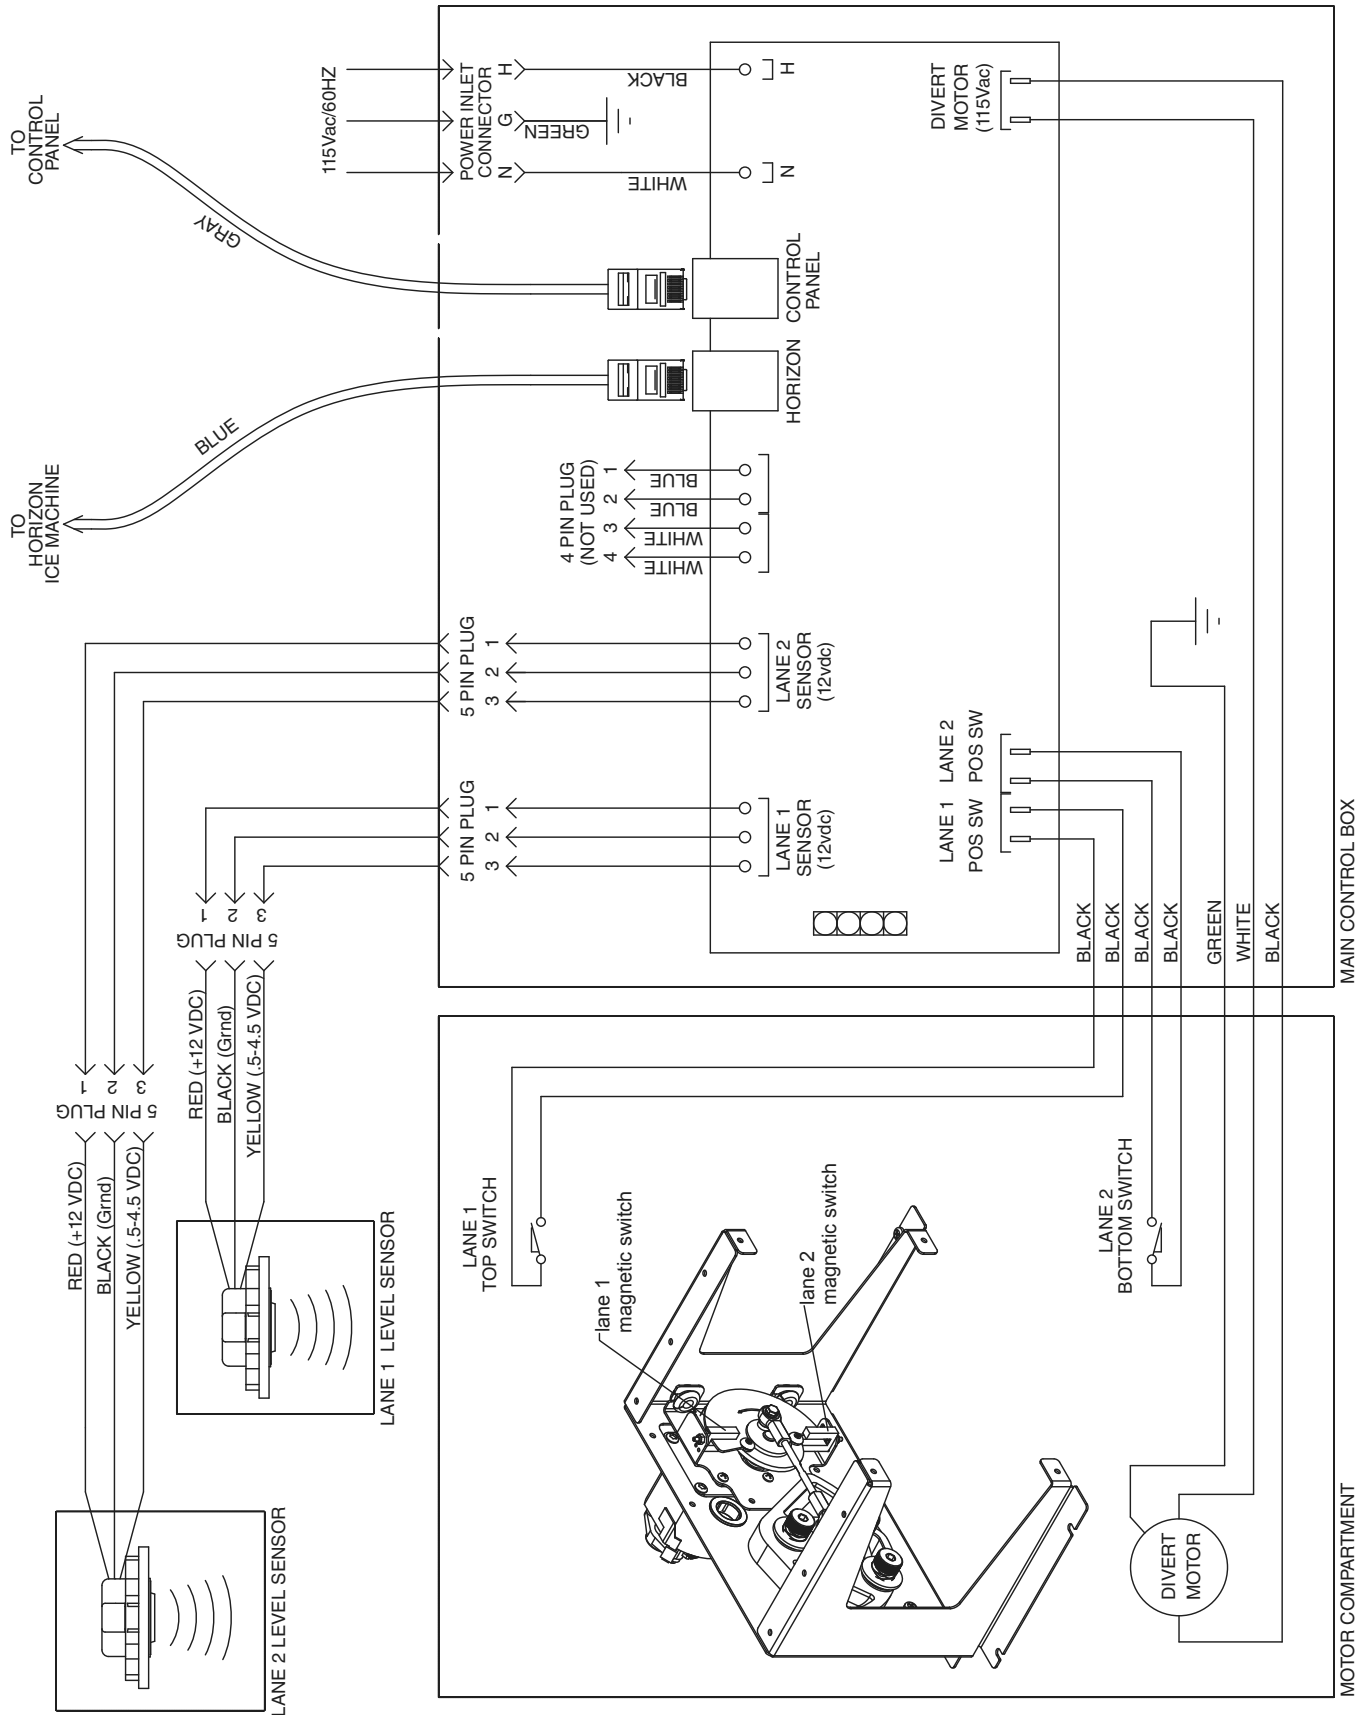 TO
CONTROL
PANEL
GRAY
TO
HORIZON
ICE MACHINE
BLUE
115Vac/60HZ
POWER INLET
CONNECTOR
N G H
BLACK
GREEN
WHITE
H
N
CONTROL
PANEL
HORIZON
DIVERT
MOTOR
(115Vac)
4 PIN PLUG
(NOT USED)
4 3 2 1
BLUE
BLUE
WHITE
WHITE
5 PIN PLUG
3 2 1
LANE 2
SENSOR
(12vdc)
5 PIN PLUG
3 2 1
LANE 1
SENSOR
(12vdc)
LANE 1
POS SW
LANE 2
POS SW
BLACK
BLACK
BLACK
BLACK
GREEN
WHITE
BLACK
MAIN CONTROL BOX
1
2
3
5 PIN PLUG
RED (+12 VDC)
BLACK (Grnd)
YELLOW (.5-4.5 VDC)
LANE 2 LEVEL SENSOR
1
2
3
5 PIN PLUG
RED (+12 VDC)
BLACK (Grnd)
YELLOW (.5-4.5 VDC)
LANE 1 LEVEL SENSOR
LANE 1
TOP SWITCH
lane 1
magnetic switch
lane 2
magnetic switch
LANE 2
BOTTOM SWITCH
DIVERT
MOTOR
MOTOR COMPARTMENT